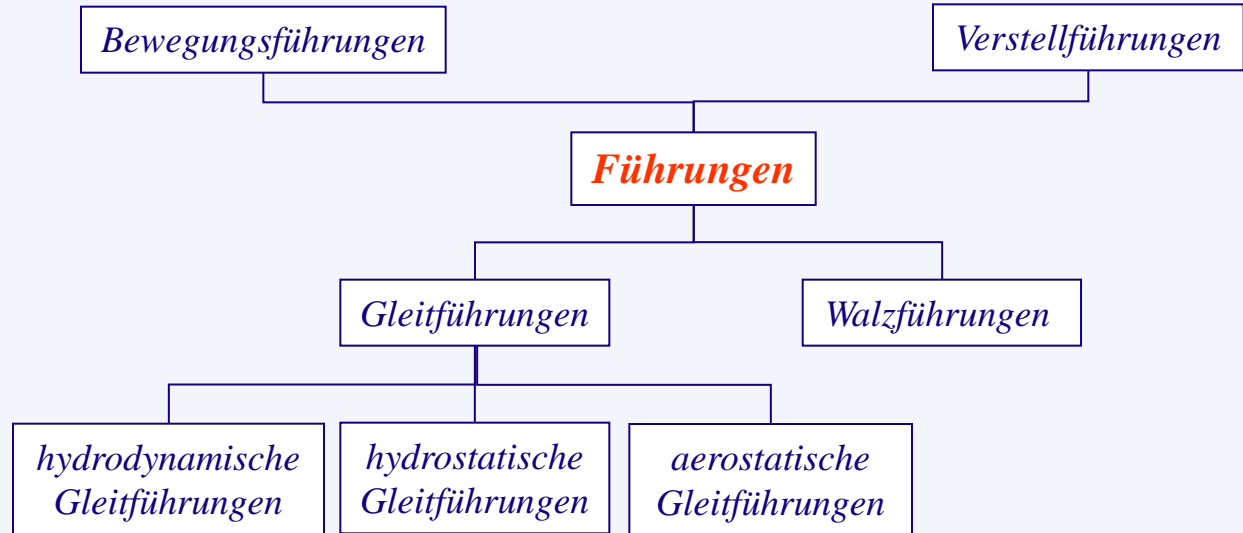 Bewegungsführungen
Verstellführungen
Führungen
Gleitführungen
Walzführungen
hydrodynamische
Gleitführungen
hydrostatische
Gleitführungen
aerostatische
Gleitführungen